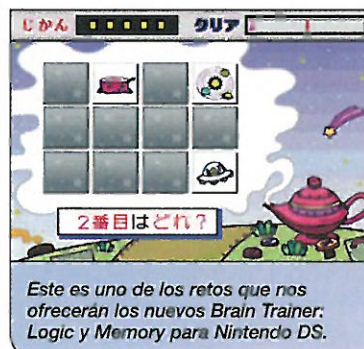 じかん クリア
2番目はどれ?
Este es uno de los retos que nos
ofrecerán los nuevos Brain Trainer:
Logic y Memory para Nintendo DS.